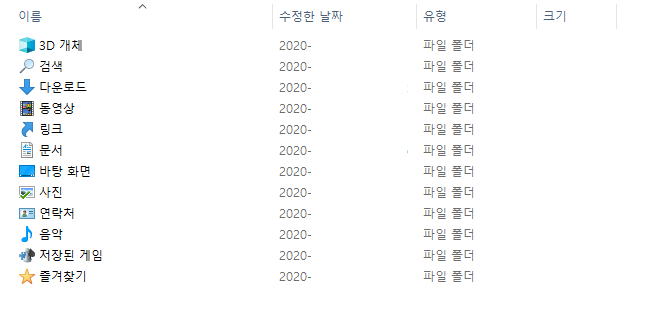 이름 수정한 날짜 유형 크기
3D 개체 2020- 파일 폴더
검색 2020- 파일 폴더
다운로드 2020- 파일 폴더
동영상 2020- 파일 폴더
링크 2020- 파일 폴더
문서 2020- 파일 폴더
바탕 화면 2020- 파일 폴더
사진 2020- 파일 폴더
연락처 2020- 파일 폴더
음악 2020- 파일 폴더
저장된 게임 2020- 파일 폴더
즐겨찾기 2020- 파일 폴더